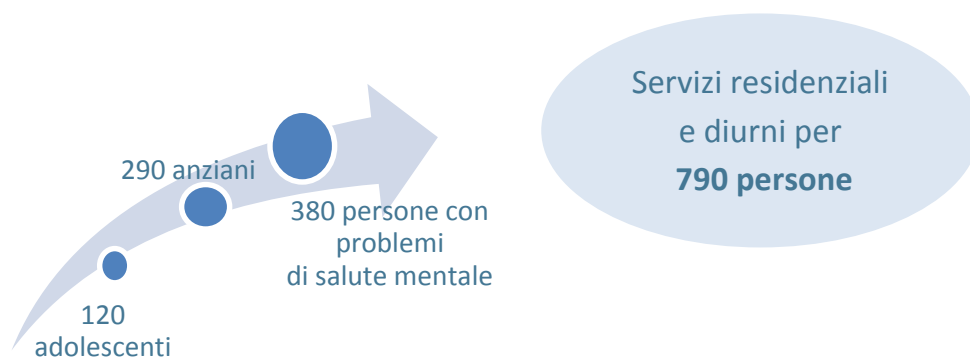 Servizi residenziali
e diurni per
790 persone
290 anziani
380 persone con
problemi
di salute mentale
120
adolescenti